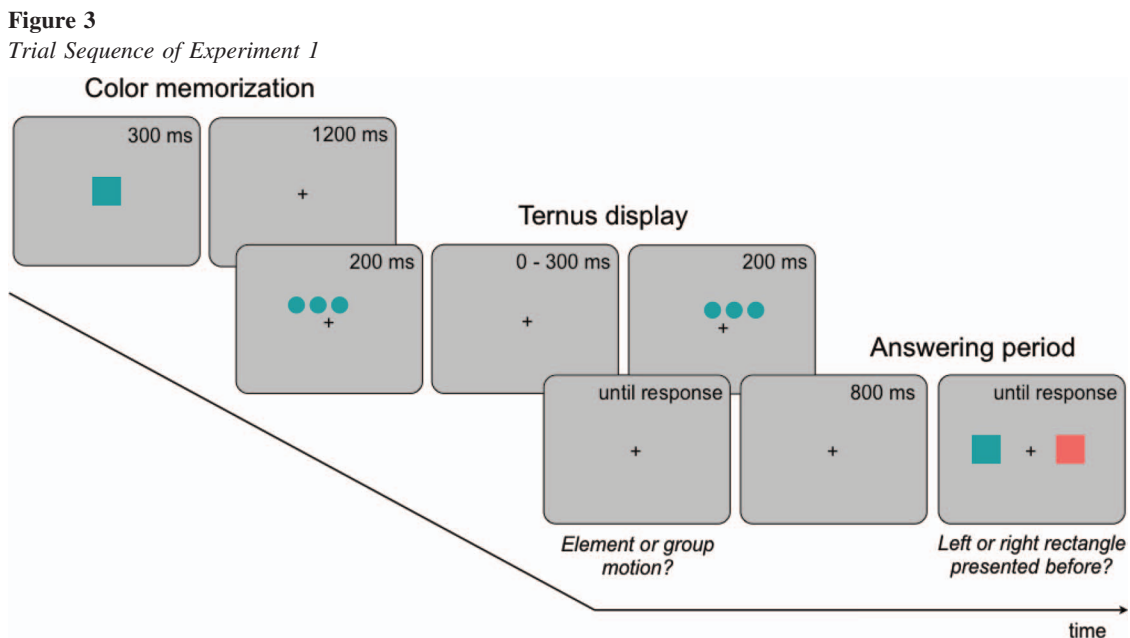 Figure 3
Trial Sequence of Experiment 1
Color memorization
300 ms
1200 ms
Ternus display
200 ms
0 - 300 ms
200 ms
Answering period
until response
800 ms
until response
Element or group
motion?
Left or right rectangle
presented before?
time